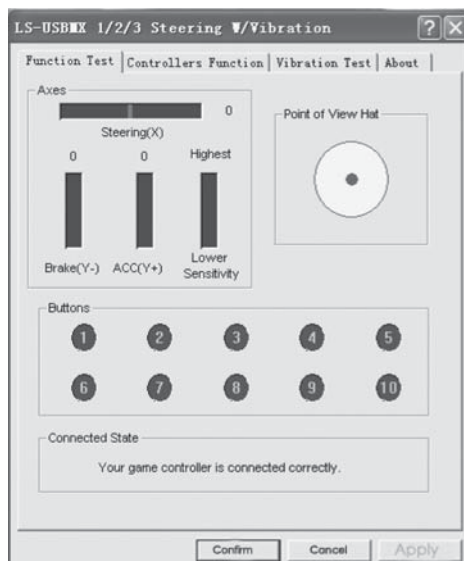 LS-USBMX 1/2/3 Steering W/Vibration
Function Test Controllers Function Vibration Test About
Axes
0
Steering(X)
0 0 Highest
Brake(Y-) ACC(Y+) Lower
Sensitivity
Point of View Hat
Buttons
1 2 3 4 5
6 7 8 9 10
Connected State
Your game controller is connected correctly.
Confirm Cancel Apply